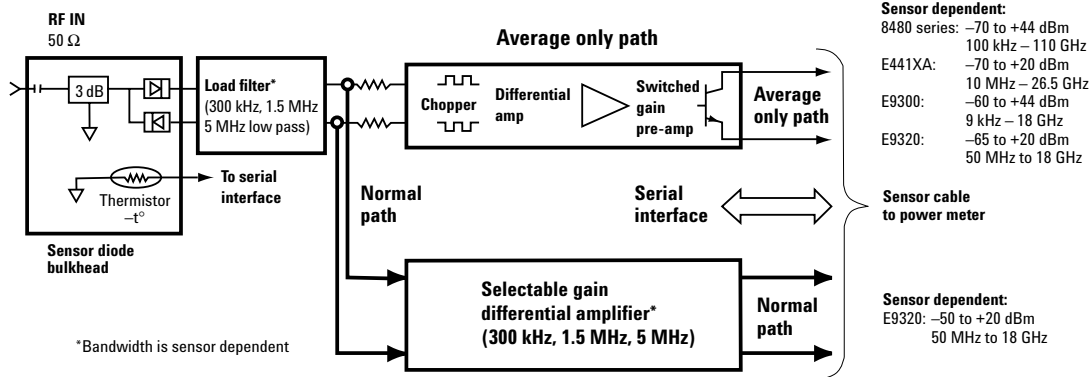 RF IN
50 Ω
3 dB
Thermistor
–t°
Sensor diode
bulkhead
Load filter*
(300 kHz, 1.5 MHz
5 MHz low pass)
To serial
interface
Average only path
Chopper
Differential
amp
Switched
gain
pre-amp
Average
only path
Normal
path
Serial
interface
Sensor cable
to power meter
Selectable gain
differential amplifier*
(300 kHz, 1.5 MHz, 5 MHz)
Normal
path
Sensor dependent:
8480 series: –70 to +44 dBm
100 kHz – 110 GHz
E441XA: –70 to +20 dBm
10 MHz – 26.5 GHz
E9300: –60 to +44 dBm
9 kHz – 18 GHz
E9320: –65 to +20 dBm
50 MHz to 18 GHz
Sensor dependent:
E9320: –50 to +20 dBm
50 MHz to 18 GHz
*Bandwidth is sensor dependent